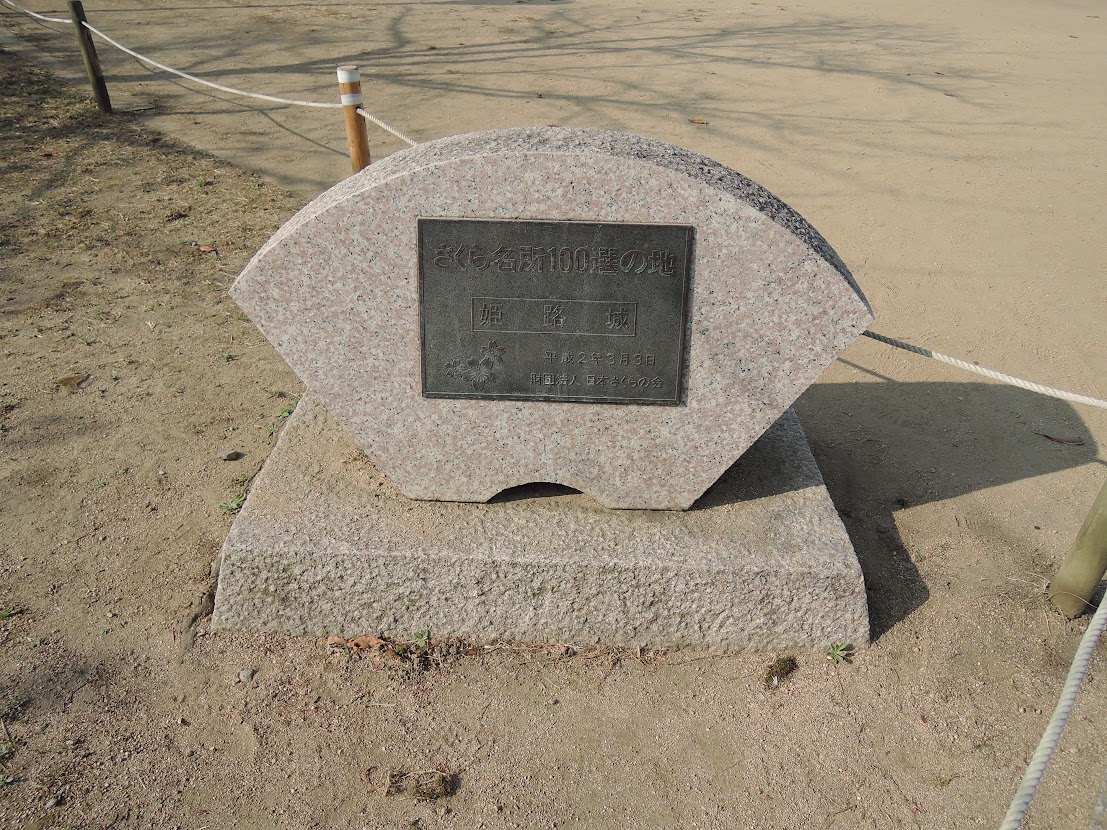 さくら名所100選の地
姫路城
平成2年3月3日
財団法人 日本さくらの会